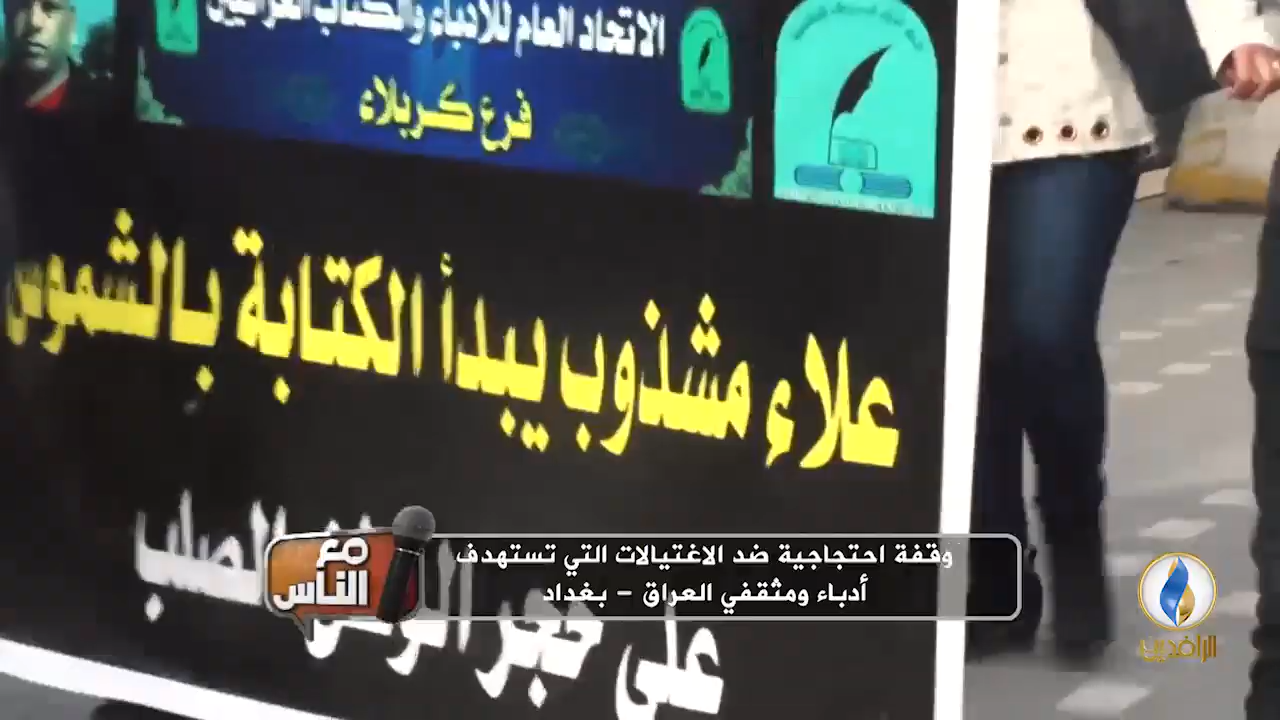 الاتحاد العام للأدباء والكتاب العراقيين
فرع كربلاء
علاء مشذوب يبدأ الكتابة بالشموس
على حجر الصلب
مع الناس
وقفة احتجاجية ضد الاغتيالات التي تستهدف
أدباء ومثقفي العراق – بغداد
الرافدين